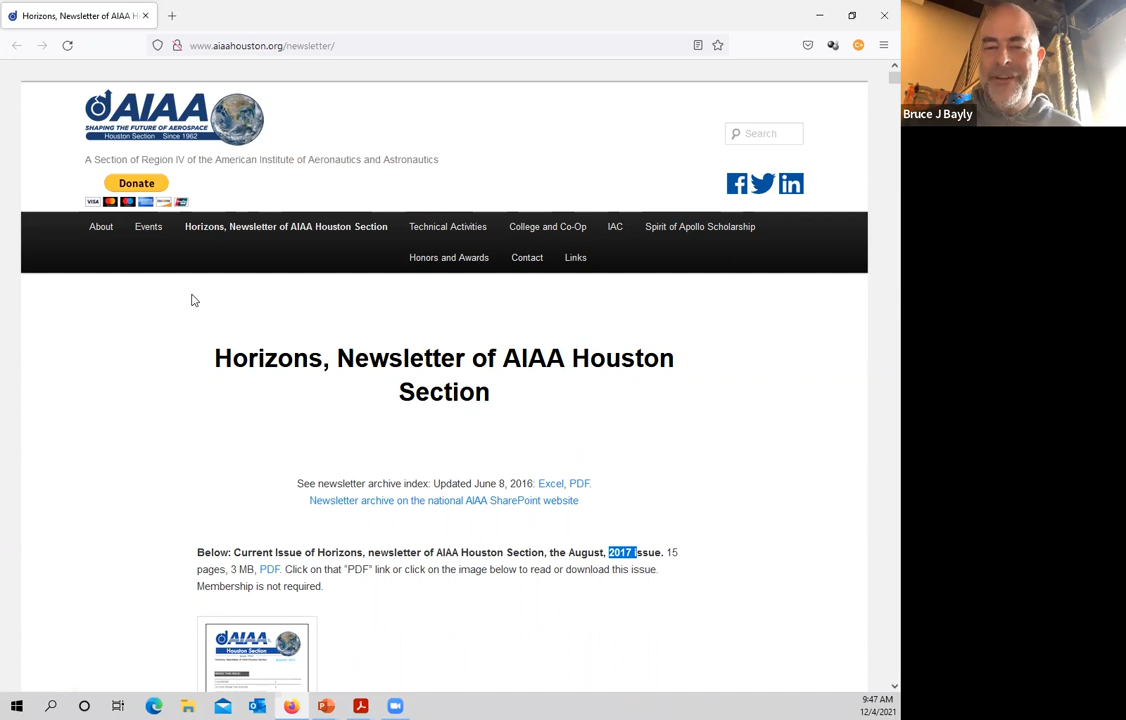 Horizons, Newsletter of AIAA H
www.aiaahouston.org/newsletter/
Bruce J Bayly
AIAA
SHAPING THE FUTURE OF AEROSPACE
Houston Section Since 1962
Search
A Section of Region IV of the American Institute of Aeronautics and Astronautics
Donate
VISA
About Events Horizons, Newsletter of AIAA Houston Section Technical Activities College and Co-Op IAC Spirit of Apollo Scholarship
Honors and Awards Contact Links
Horizons, Newsletter of AIAA Houston
Section
See newsletter archive index: Updated June 8, 2016: Excel, PDF.
Newsletter archive on the national AIAA SharePoint website
Below: Current Issue of Horizons, newsletter of AIAA Houston Section, the August, 2017 issue. 15
pages, 3 MB, PDF. Click on that “PDF” link or click on the image below to read or download this issue.
Membership is not required.
AIAA
Houston Section
9:47 AM
12/4/2021